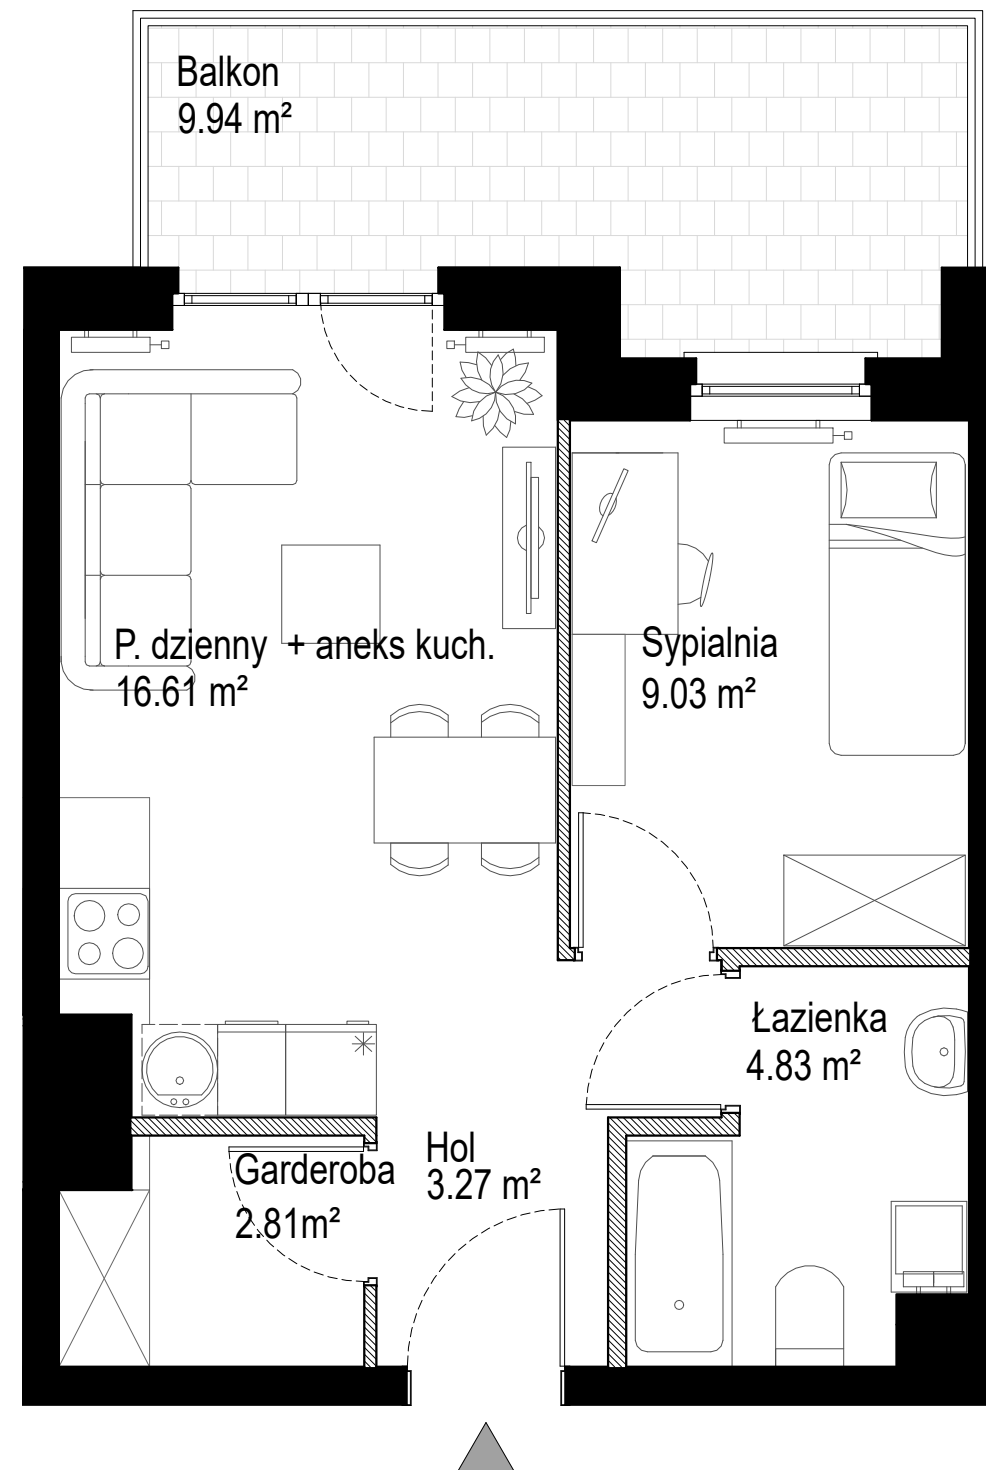 Balkon
9.94 m²
P. dzienny + aneks kuch.
16.61 m²
Sypialnia
9.03 m²
Łazienka
4.83 m²
Hol
3.27 m²
Garderoba
2.81m²